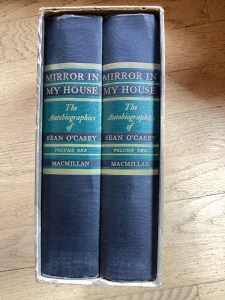 MIRROR IN
MY HOUSE
The
Autobiographies
of
SEAN O'CASEY
VOLUME ONE
MACMILLAN
MIRROR IN
MY HOUSE
The
Autobiographies
of
SEAN O'CASEY
VOLUME TWO
MACMILLAN